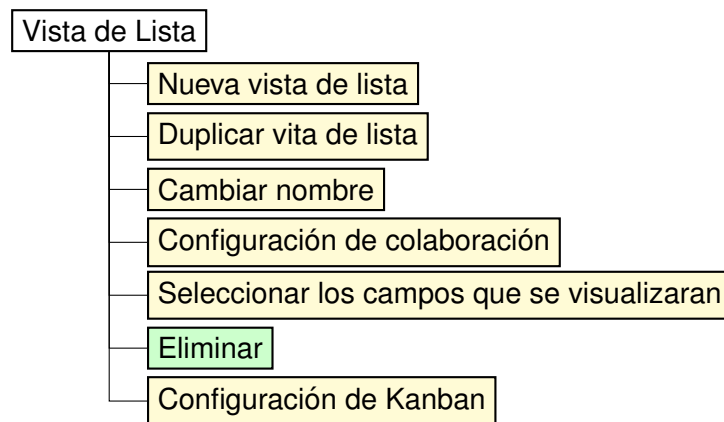 Vista de Lista
Nueva vista de lista
Duplicar vita de lista
Cambiar nombre
Configuración de colaboración
Seleccionar los campos que se visualizaran
Eliminar
Configuración de Kanban